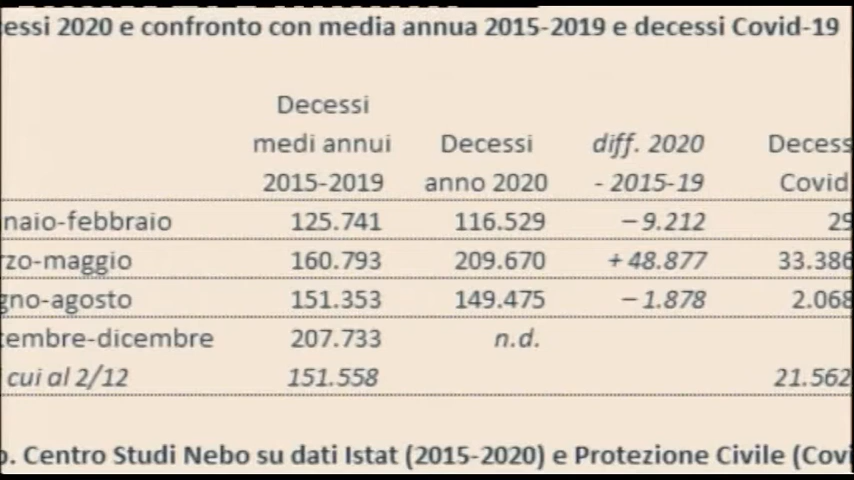 essi 2020 e confronto con media annua 2015-2019 e decessi Covid-19
Decessi
medi annui Decessi diff. 2020 Decess
2015-2019 anno 2020 - 2015-19 Covid
naio-febbraio 125.741 116.529 –9.212 29
rzo-maggio 160.793 209.670 +48.877 33.386
gno-agosto 151.353 149.475 –1.878 2.068
tembre-dicembre 207.733 n.d.
cui al 2/12 151.558 21.562
o. Centro Studi Nebo su dati Istat (2015-2020) e Protezione Civile (Covi